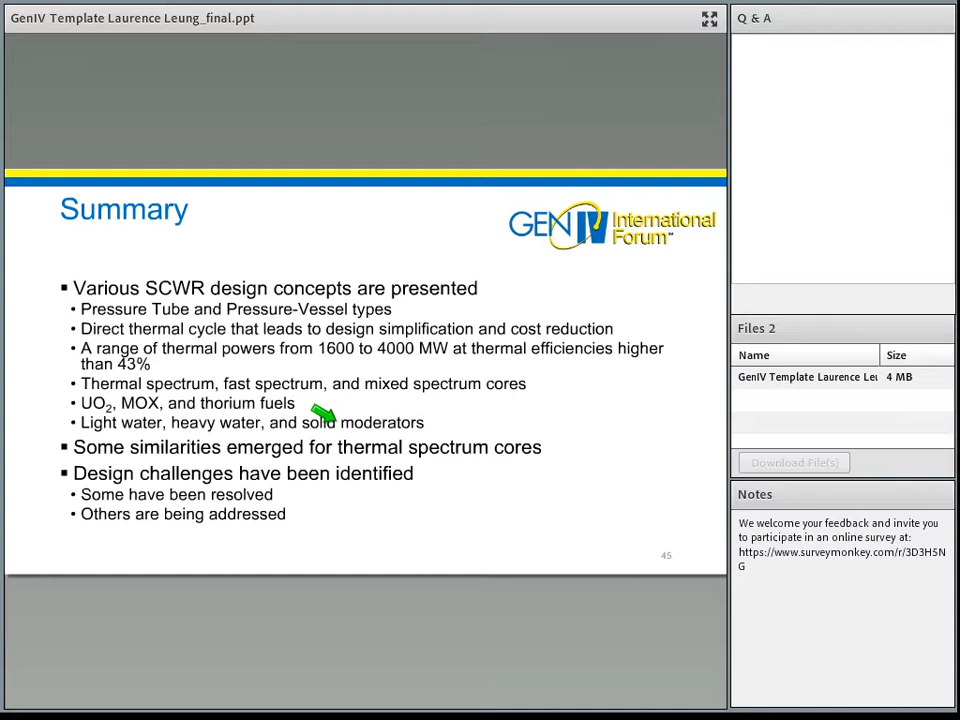 GenIV Template Laurence Leung_final.ppt
Summary
GEN IV International
Forum™
▪ Various SCWR design concepts are presented
• Pressure Tube and Pressure-Vessel types
• Direct thermal cycle that leads to design simplification and cost reduction
• A range of thermal powers from 1600 to 4000 MW at thermal efficiencies higher
than 43%
• Thermal spectrum, fast spectrum, and mixed spectrum cores
• UO2, MOX, and thorium fuels
• Light water, heavy water, and solid moderators
▪ Some similarities emerged for thermal spectrum cores
▪ Design challenges have been identified
• Some have been resolved
• Others are being addressed
45
Q & A
Files 2
Name Size
GenIV Template Laurence Leu 4 MB
Download File(s)
Notes
We welcome your feedback and invite you
to participate in an online survey at:
https://www.surveymonkey.com/r/3D3H5N
G